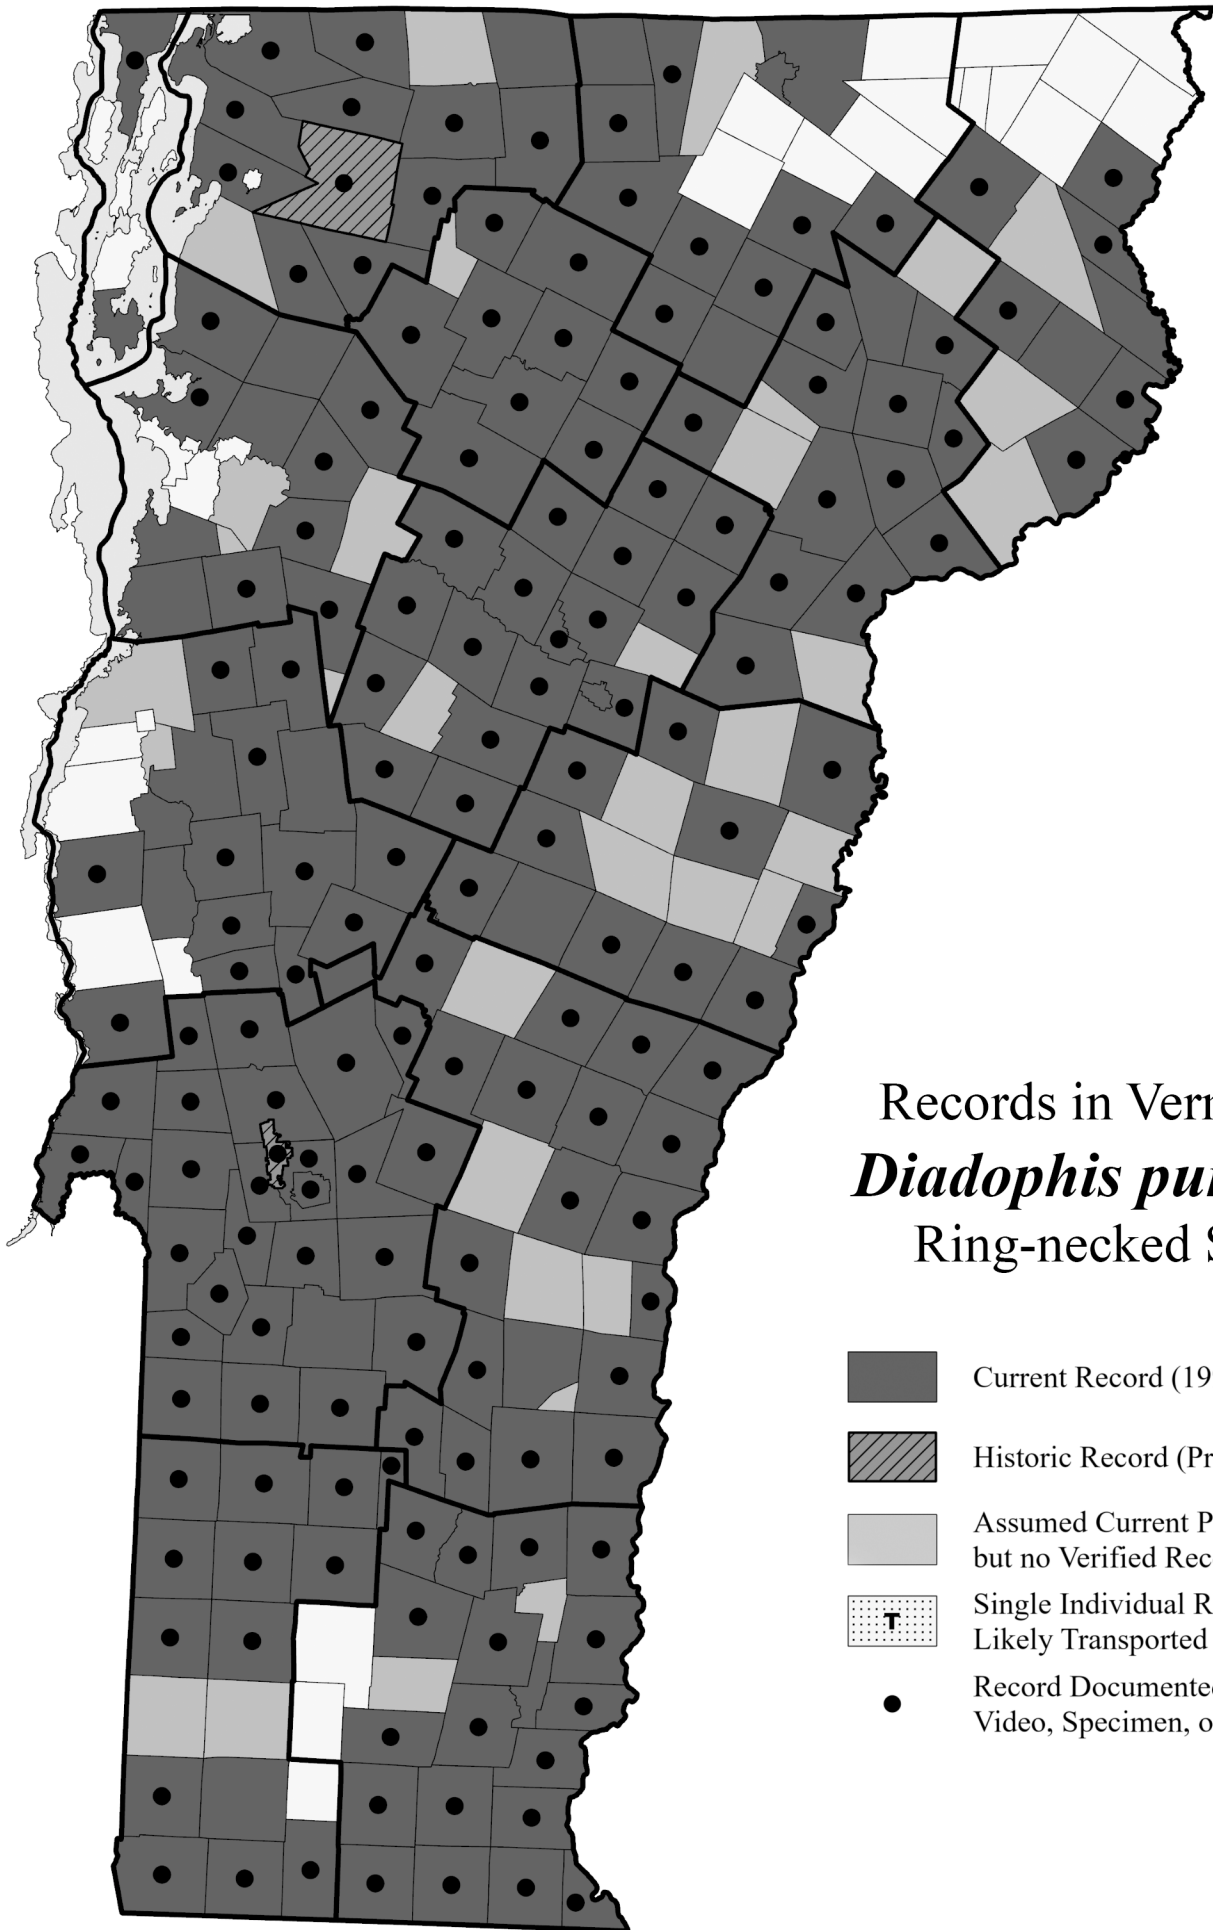 Records in Verr
Diadophis pu
Ring-necked S
Current Record (19
Historic Record (Pr
Assumed Current P
but no Verified Rec
T
Single Individual R
Likely Transported
Record Documented
Video, Specimen, o